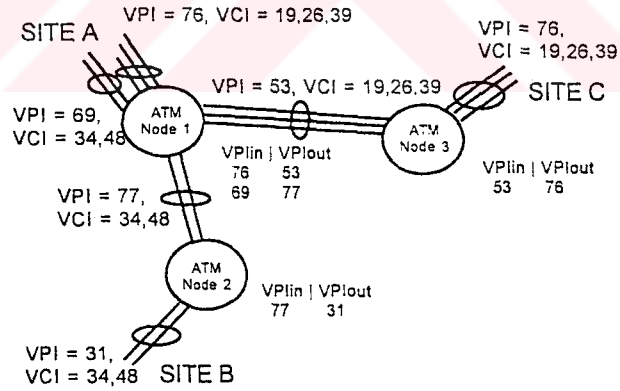 VPI = 76, VCI = 19,26,39
SITE A
VPI = 76,
VCI = 19,26,39
SITE C
VPI = 53, VCI = 19,26,39
VPI = 69,
VCI = 34,48
ATM
Node 1
ATM
Node 3
VPIin | VPIout
76 53
69 77
VPIin | VPIout
53 76
VPI = 77,
VCI = 34,48
ATM
Node 2
VPIin | VPIout
77 31
VPI = 31,
VCI = 34,48
SITE B